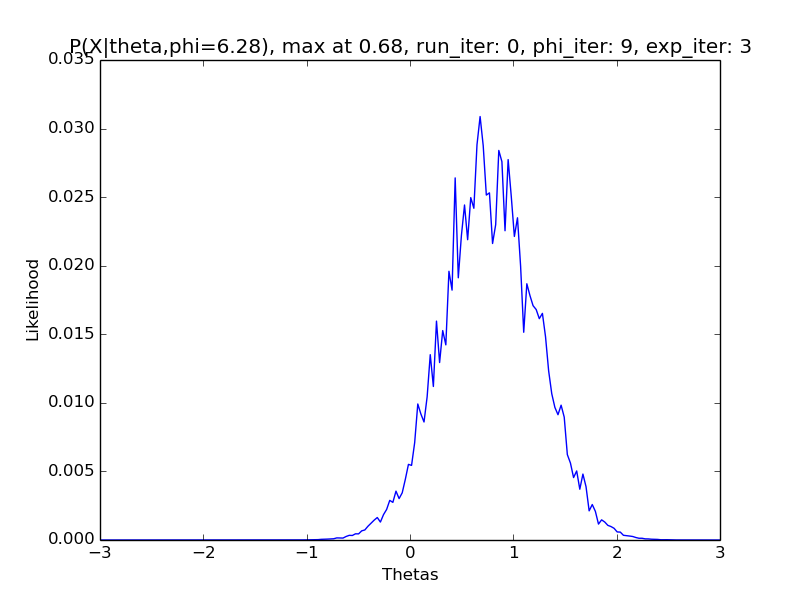 P(X|theta,phi=6.28), max at 0.68, run_iter: 0, phi_iter: 9, exp_iter: 3
0.035
0.030
0.025
0.020
0.015
0.010
0.005
0.000
Likelihood
−3 −2 −1 0 1 2 3
Thetas